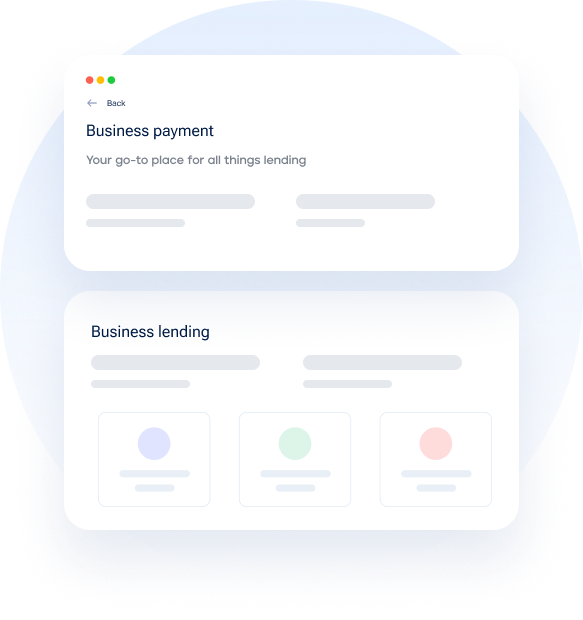 Back
Business payment
Your go-to place for all things lending
Business lending